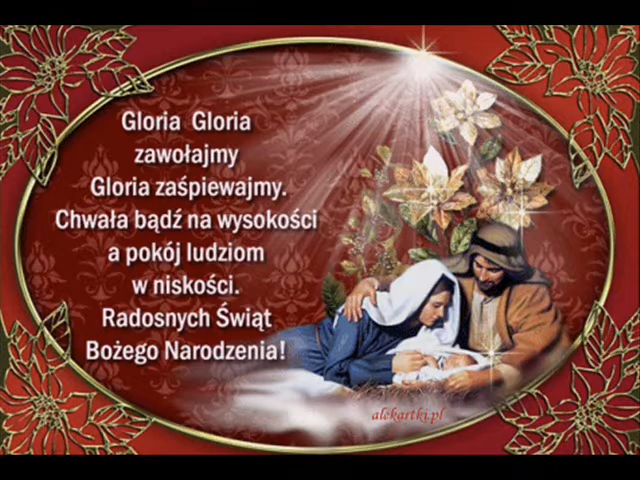 Gloria Gloria
zawołajmy
Gloria zaśpiewajmy.
Chwała bądź na wysokości
a pokój ludziom
w niskości.
Radosnych Świąt
Bożego Narodzenia!
alekartki.pl